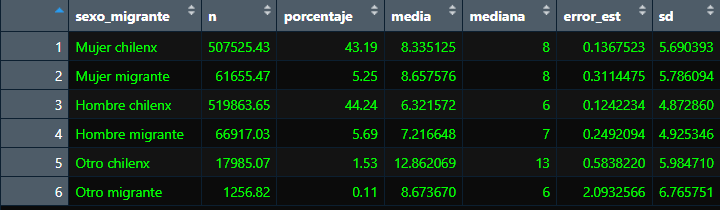 sexo_migrante n porcentaje media mediana error_est sd
1 Mujer chilenx 507525.43 43.19 8.335125 8 0.1367523 5.690393
2 Mujer migrante 61655.47 5.25 8.657576 8 0.3114475 5.786094
3 Hombre chilenx 519863.65 44.24 6.321572 6 0.1242234 4.872860
4 Hombre migrante 66917.03 5.69 7.216648 7 0.2492094 4.925346
5 Otro chilenx 17985.07 1.53 12.862069 13 0.5838220 5.984710
6 Otro migrante 1256.82 0.11 8.673670 6 2.0932566 6.765751